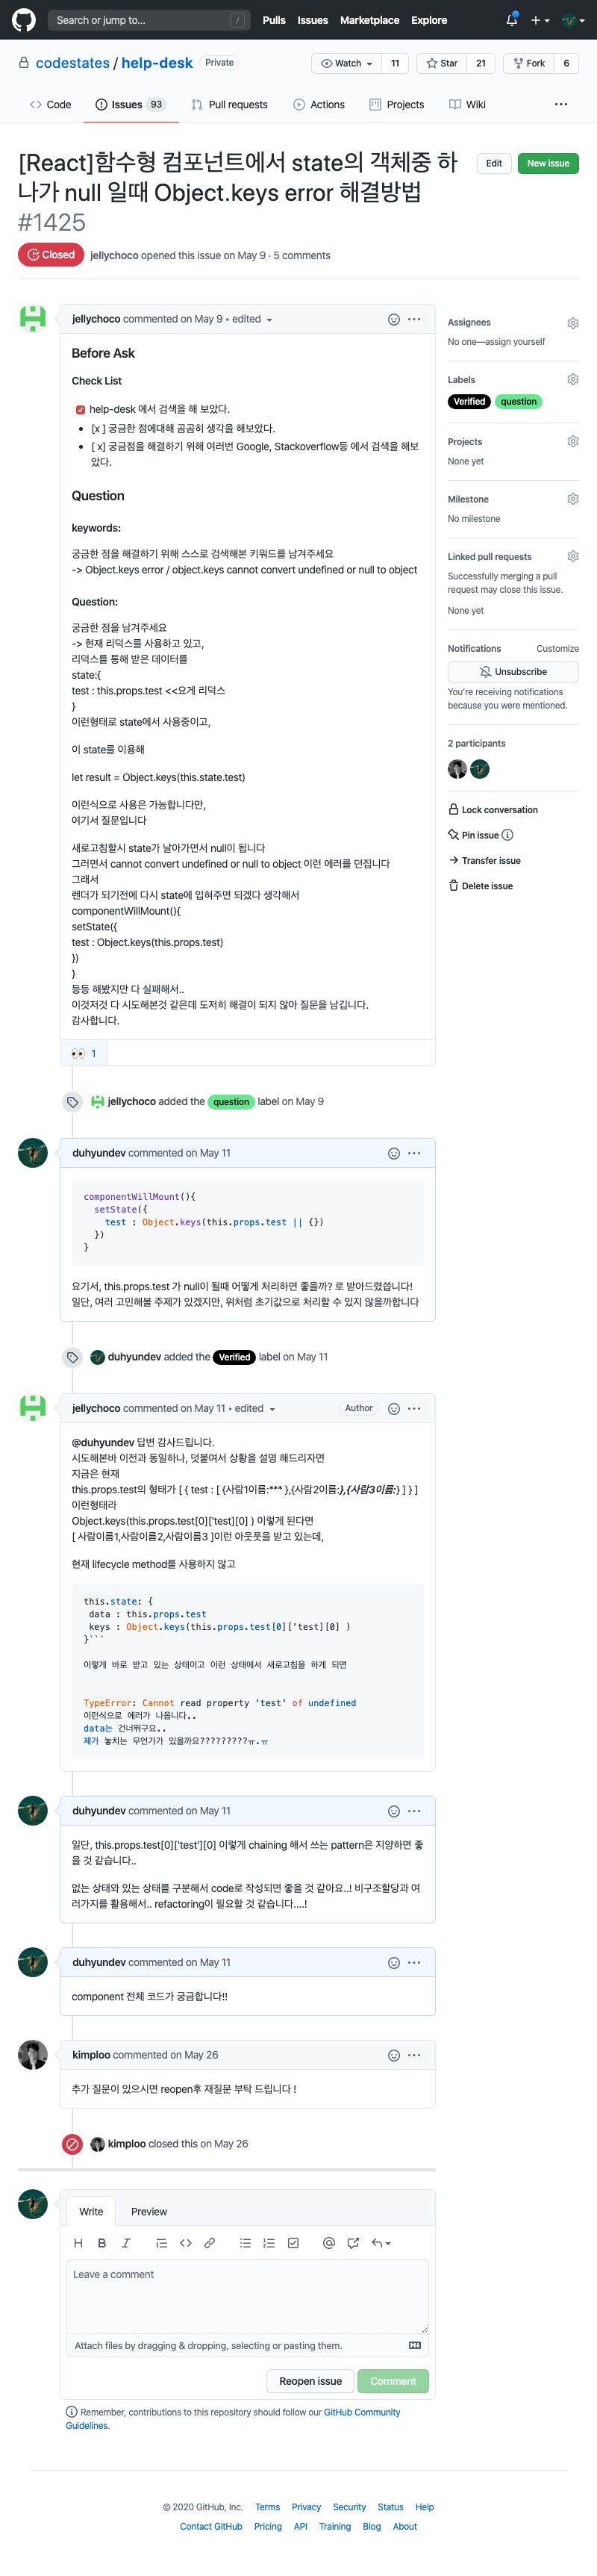 Search or jump to...
/
Pulls Issues Marketplace Explore
codestates / help-desk Private
Watch 11
Star 21
Fork 6
Code
Issues 93
Pull requests
Actions
Projects
Wiki
[React]함수형 컴포넌트에서 state의 객체중 하
나가 null 일때 Object.keys error 해결방법
#1425
Edit
New issue
Closed
jellychoco opened this issue on May 9 · 5 comments
jellychoco commented on May 9 • edited
Before Ask
Check List
help-desk 에서 검색을 해 보았다.
[x ] 궁금한 점에대해 곰곰히 생각을 해보았다.
[ x] 궁금점을 해결하기 위해 여러번 Google, Stackoverflow등 에서 검색을 해보
았다.
Question
keywords:
궁금한 점을 해결하기 위해 스스로 검색해본 키워드를 남겨주세요
-> Object.keys error / object.keys cannot convert undefined or null to object
Question:
궁금한 점을 남겨주세요
-> 현재 리덕스를 사용하고 있고,
리덕스를 통해 받은 데이터를
state:{
test : this.props.test <<요게 리덕스
}
이런형태로 state에서 사용중이고,
이 state를 이용해
let result = Object.keys(this.state.test)
이런식으로 사용은 가능합니다만,
여기서 질문입니다
새로고침할시 state가 날아가면서 null이 됩니다
그러면서 cannot convert undefined or null to object 이런 에러를 던집니다
그래서
렌더가 되기전에 다시 state에 입혀주면 되겠다 생각해서
componentWillMount(){
setState({
test : Object.keys(this.props.test)
})
}
등등 해봤지만 다 실패해서..
이것저것 다 시도해본것 같은데 도저히 해결이 되지 않아 질문을 남깁니다.
감사합니다.
👀 1
Assignees
No one—assign yourself
Labels
Verified question
Projects
None yet
Milestone
No milestone
Linked pull requests
Successfully merging a pull
request may close this issue.
None yet
Notifications Customize
Unsubscribe
You're receiving notifications
because you were mentioned.
2 participants
Lock conversation
Pin issue
Transfer issue
Delete issue
jellychoco added the question label on May 9
duhyundev commented on May 11
componentWillMount(){
setState({
test : Object.keys(this.props.test || {})
})
}
요기서, this.props.test 가 null이 될때 어떻게 처리하면 좋을까? 로 받아드렸씁니다!
일단, 여러 고민해볼 주제가 있겠지만, 위처럼 초기값으로 처리할 수 있지 않을까합니다
duhyundev added the Verified label on May 11
jellychoco commented on May 11 • edited
Author
@duhyundev 답변 감사드립니다.
시도해본바 이전과 동일하나, 덧붙여서 상황을 설명 해드리자면
지금은 현재
this.props.test의 형태가 [ { test : [ {사람1이름:*** },{사람2이름:},{사람3이름:} ] } ]
이런형태라
Object.keys(this.props.test[0]['test][0] ) 이렇게 된다면
[ 사람이름1,사람이름2,사람이름3 ]이런 아웃풋을 받고 있는데,
현재 lifecycle method를 사용하지 않고
this.state: {
data : this.props.test
keys : Object.keys(this.props.test[0]['test][0] )
}```
이렇게 바로 받고 있는 상태이고 이런 상태에서 새로고침을 하게 되면
TypeError: Cannot read property 'test' of undefined
이런식으로 에러가 나옵니다..
data는 건너뛰구요..
제가 놓치는 무언가가 있을까요?????????ㅠ.ㅠ
duhyundev commented on May 11
일단, this.props.test[0]['test'][0] 이렇게 chaining 해서 쓰는 pattern은 지양하면 좋
을 것 같습니다..
없는 상태와 있는 상태를 구분해서 code로 작성되면 좋을 것 같아요..! 비구조할당과 여
러가지를 활용해서.. refactoring이 필요할 것 같습니다....!
duhyundev commented on May 11
component 전체 코드가 궁금합니다!!
kimploo commented on May 26
추가 질문이 있으시면 reopen후 재질문 부탁 드립니다 !
kimploo closed this on May 26
Write Preview
Leave a comment
Attach files by dragging & dropping, selecting or pasting them.
Reopen issue
Comment
Remember, contributions to this repository should follow our GitHub Community
Guidelines.
© 2020 GitHub, Inc. Terms Privacy Security Status Help
Contact GitHub Pricing API Training Blog About